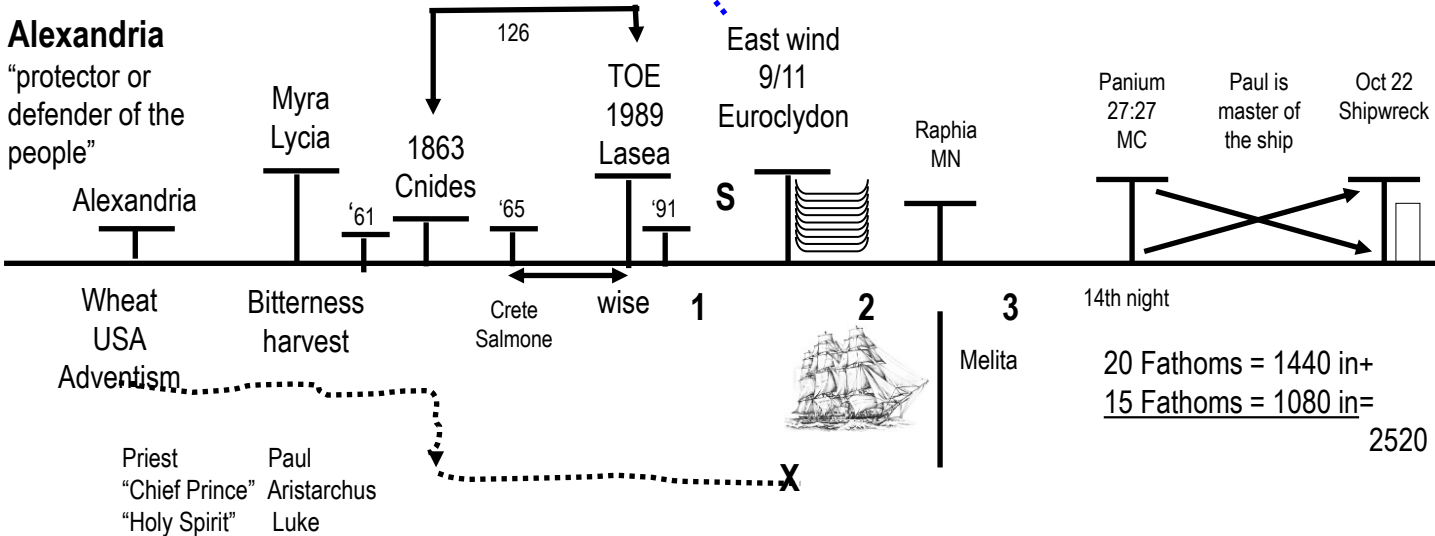 Alexandria
“protector or
defender of the
people”
Alexandria
Myra
Lycia
‘61
126
1863
Cnides
‘65
TOE
1989
Lasea
‘91
S
East wind
9/11
Euroclydon
Raphia
MN
Panium
27:27
MC
Paul is
master of
the ship
Oct 22
Shipwreck
Wheat
USA
Adventism
Bitterness
harvest
Crete
Salmone
wise
1
2
3
Melita
14th night
20 Fathoms = 1440 in+
15 Fathoms = 1080 in=
2520
X
Priest Paul
“Chief Prince” Aristarchus
“Holy Spirit” Luke